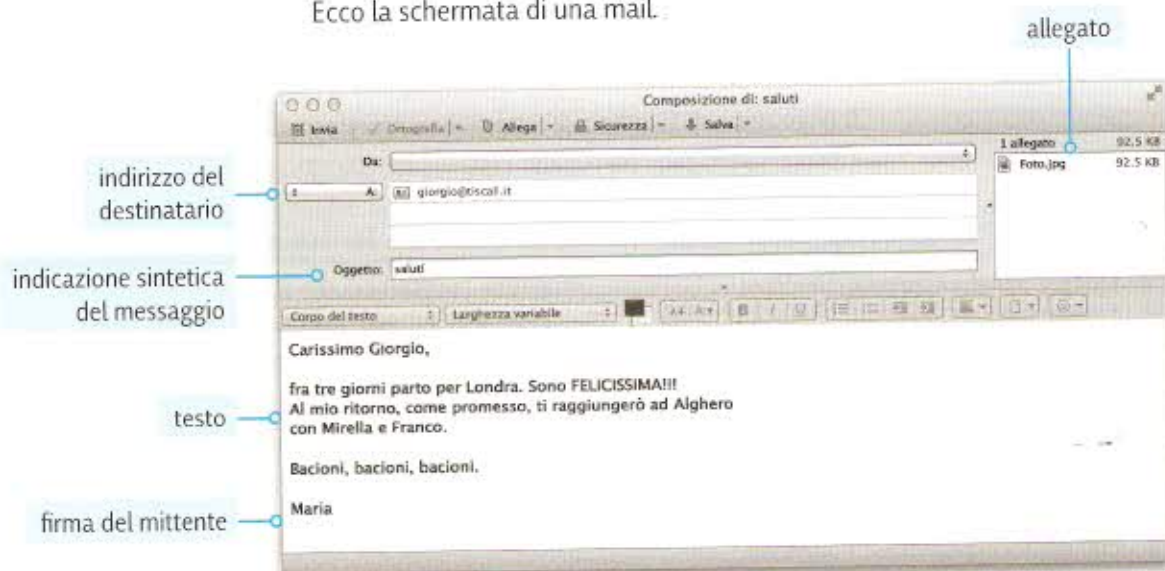 Ecco la schermata di una mail.
allegato
Composizione di: saluti
Invia Ortografia Allega Sicurezza Salva
1 allegato 92.5 KB
Da:
Foto.jpg 92.5 KB
indirizzo del
destinatario
A: giorgio@tiscali.it
indicazione sintetica
del messaggio
Oggetto: saluti
Corpo del testo Larghezza variabile B I U
Carissimo Giorgio,
fra tre giorni parto per Londra. Sono FELICISSIMA!!!
Al mio ritorno, come promesso, ti raggiungerò ad Alghero
con Mirella e Franco.
testo
Bacioni, bacioni, bacioni.
Maria
firma del mittente